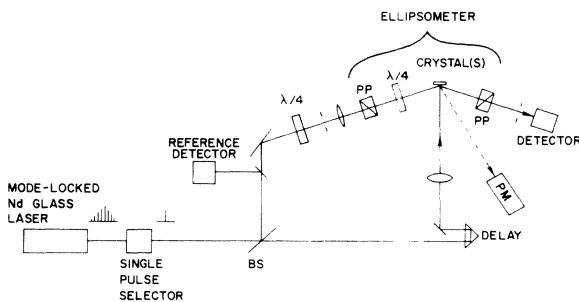 ELLIPSOMETER
CRYSTAL(S)
λ/4
PP
λ/4
PP
DETECTOR
REFERENCE
DETECTOR
PM
MODE-LOCKED
Nd GLASS
LASER
DELAY
SINGLE
PULSE
SELECTOR
BS